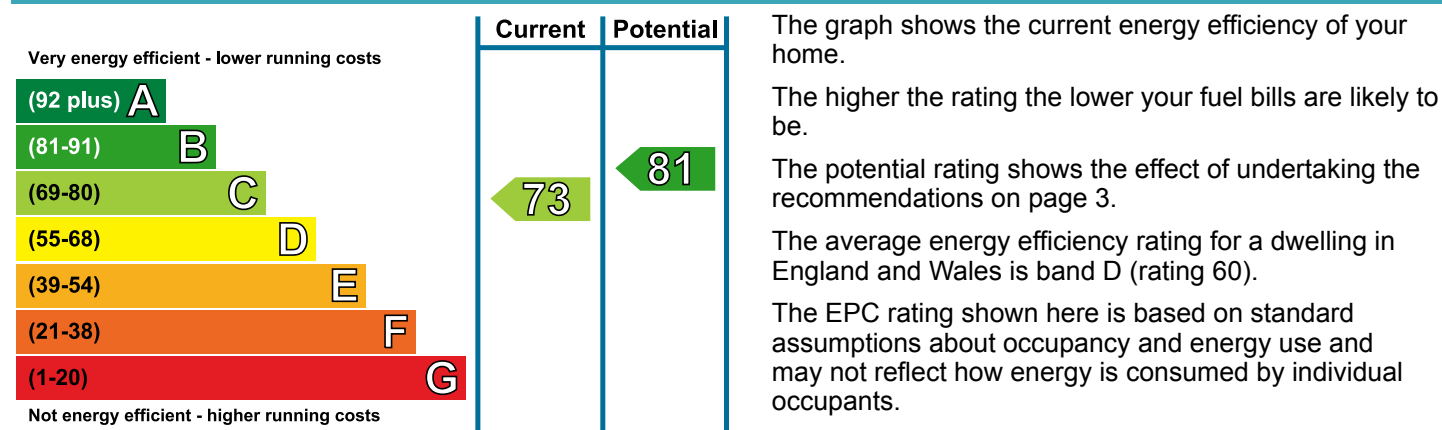 Current Potential
Very energy efficient - lower running costs
(92 plus) A
(81-91) B
(69-80) C
(55-68) D
(39-54) E
(21-38) F
(1-20) G
Not energy efficient - higher running costs
73
81
The graph shows the current energy efficiency of your
home.
The higher the rating the lower your fuel bills are likely to
be.
The potential rating shows the effect of undertaking the
recommendations on page 3.
The average energy efficiency rating for a dwelling in
England and Wales is band D (rating 60).
The EPC rating shown here is based on standard
assumptions about occupancy and energy use and
may not reflect how energy is consumed by individual
occupants.